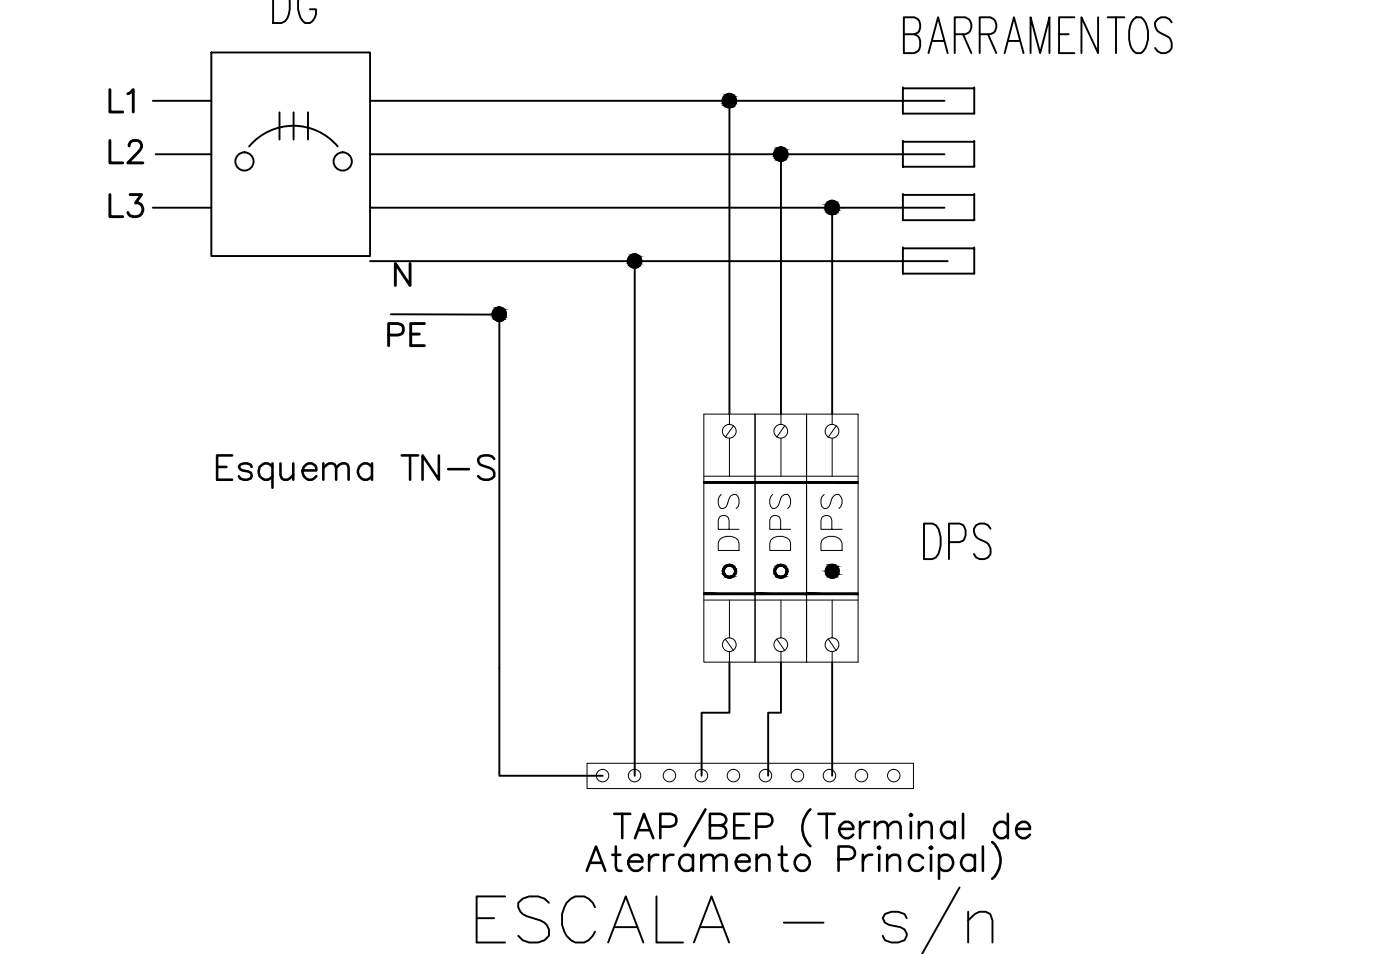 DG
BARRAMENTOS
L1
L2
L3
N
PE
Esquema TN-S
DPS
DPS
DPS
DPS
TAP/BEP (Terminal de
Aterramento Principal)
ESCALA - s/n